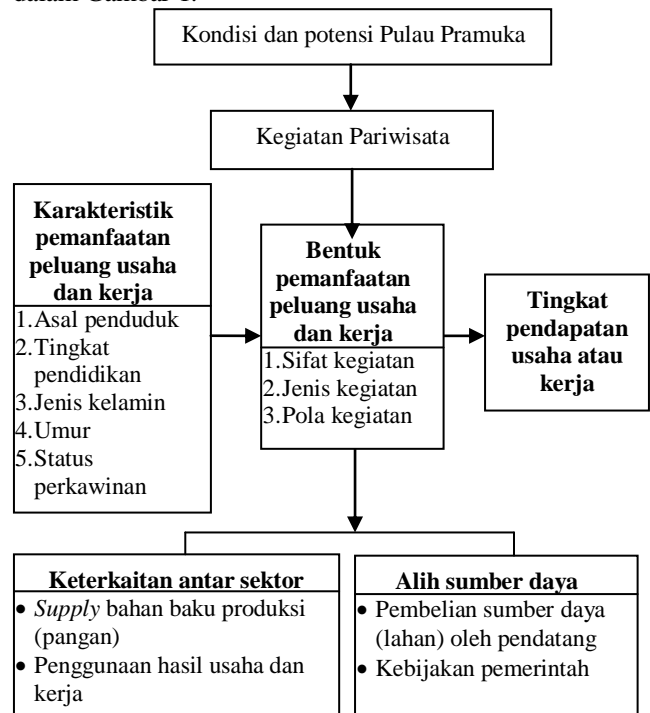 Kondisi dan potensi Pulau Pramuka
Kegiatan Pariwisata
Karakteristik
pemanfaatan
peluang usaha
dan kerja
1.Asal penduduk
2.Tingkat
pendidikan
3.Jenis kelamin
4.Umur
5.Status
perkawinan
Bentuk
pemanfaatan
peluang usaha
dan kerja
1.Sifat kegiatan
2.Jenis kegiatan
3.Pola kegiatan
Tingkat
pendapatan
usaha atau
kerja
Keterkaitan antar sektor
• Supply bahan baku produksi
(pangan)
• Penggunaan hasil usaha dan
kerja
Alih sumber daya
• Pembelian sumber daya
(lahan) oleh pendatang
• Kebijakan pemerintah